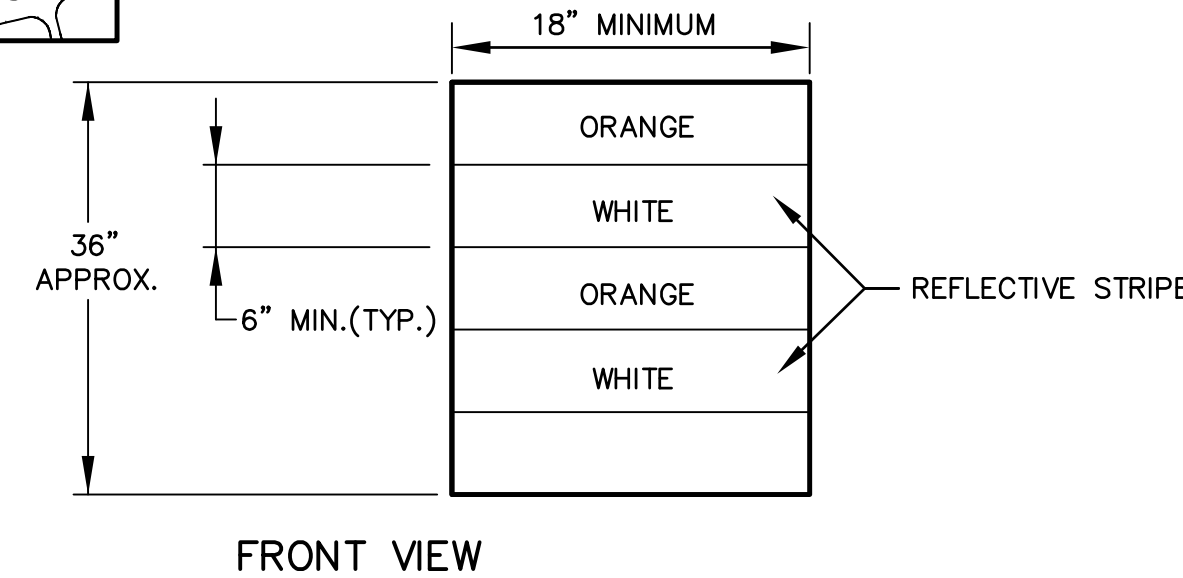 18” MINIMUM
ORANGE
WHITE
36”
APPROX.
ORANGE
REFLECTIVE STRIPE
6” MIN.(TYP.)
WHITE
FRONT VIEW